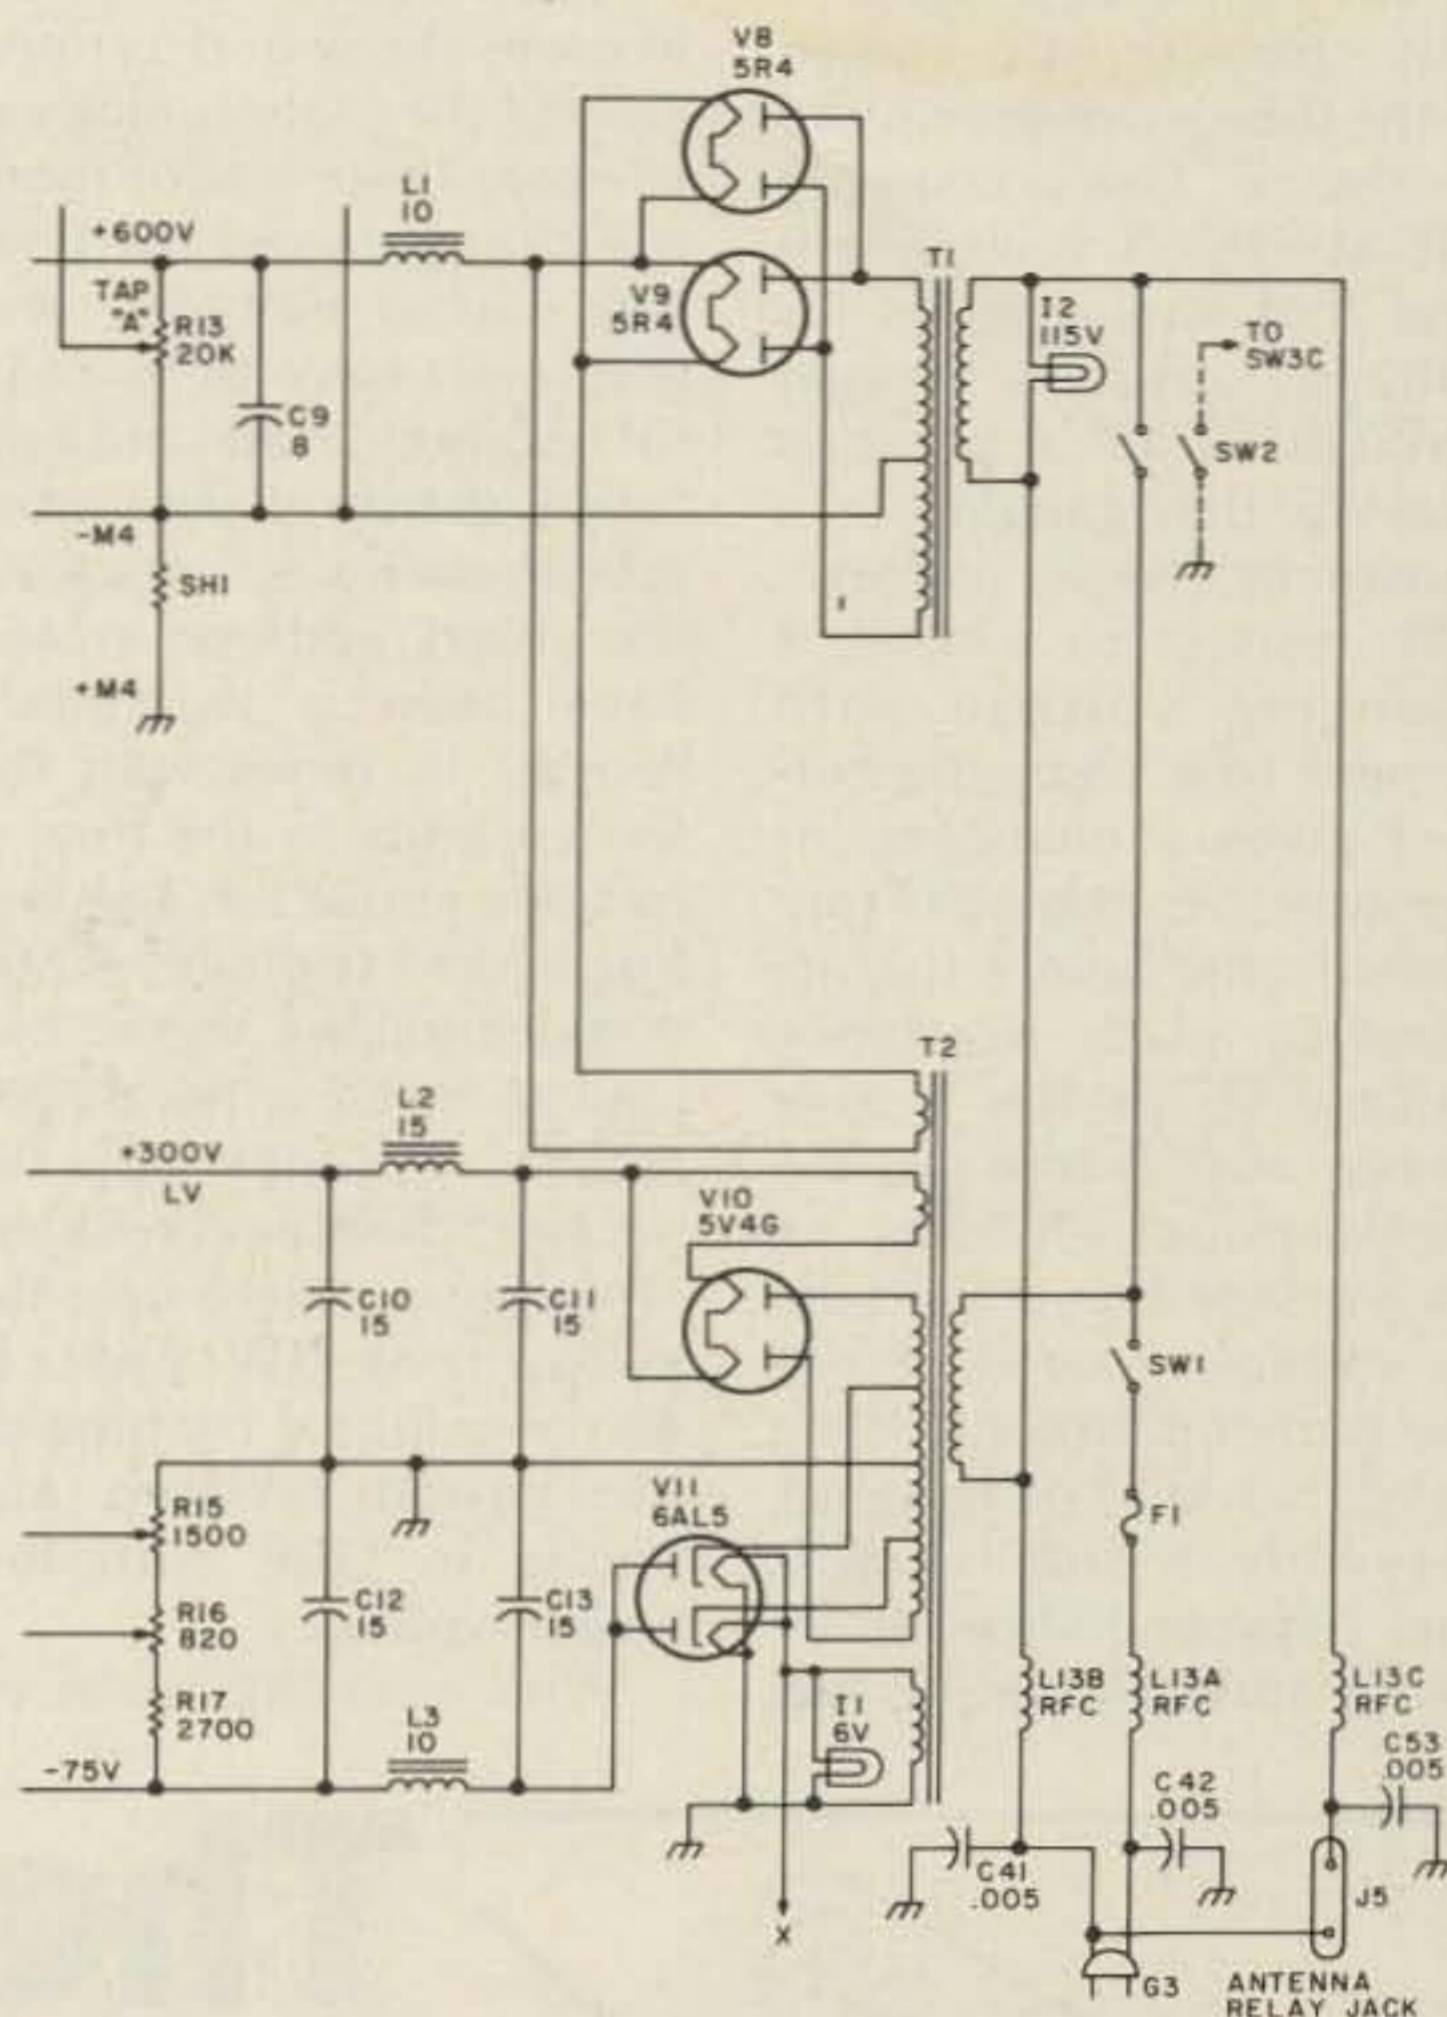 V8
5R4
L1
10
+600V
TAP
"A"
R13
20K
V9
5R4
T1
I2
115V
TO
SW3C
SW2
C9
8
-M4
SH1
+M4
T2
L2
15
+300V
LV
V10
5V4G
C10
15
C11
15
SW1
V11
6AL5
R15
1500
F1
C12
15
C13
15
R16
820
L13B
RFC
L13A
RFC
L13C
RFC
R17
2700
L3
10
I1
6V
-75V
C53
.005
C42
.005
C41
.005
J5
X
G3
ANTENNA
RELAY JACK